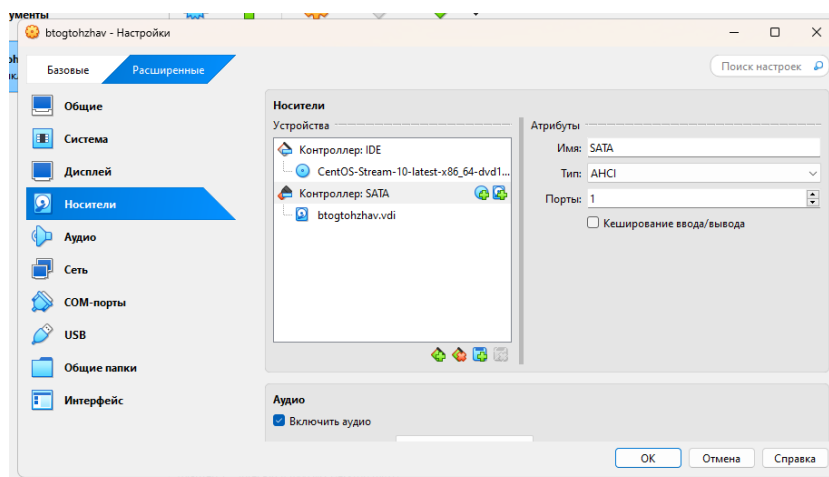 ументы
btogtohzhav - Настройки
Базовые
Расширенные
Поиск настроек
Общие
Система
Дисплей
Носители
Аудио
Сеть
COM-порты
USB
Общие папки
Интерфейс
Носители
Устройства
Контроллер: IDE
CentOS-Stream-10-latest-x86_64-dvd1...
Контроллер: SATA
btogtohzhav.vdi
Атрибуты
Имя: SATA
Тип: AHCI
Порты: 1
Кеширование ввода/вывода
Аудио
Включить аудио
OK
Отмена
Справка